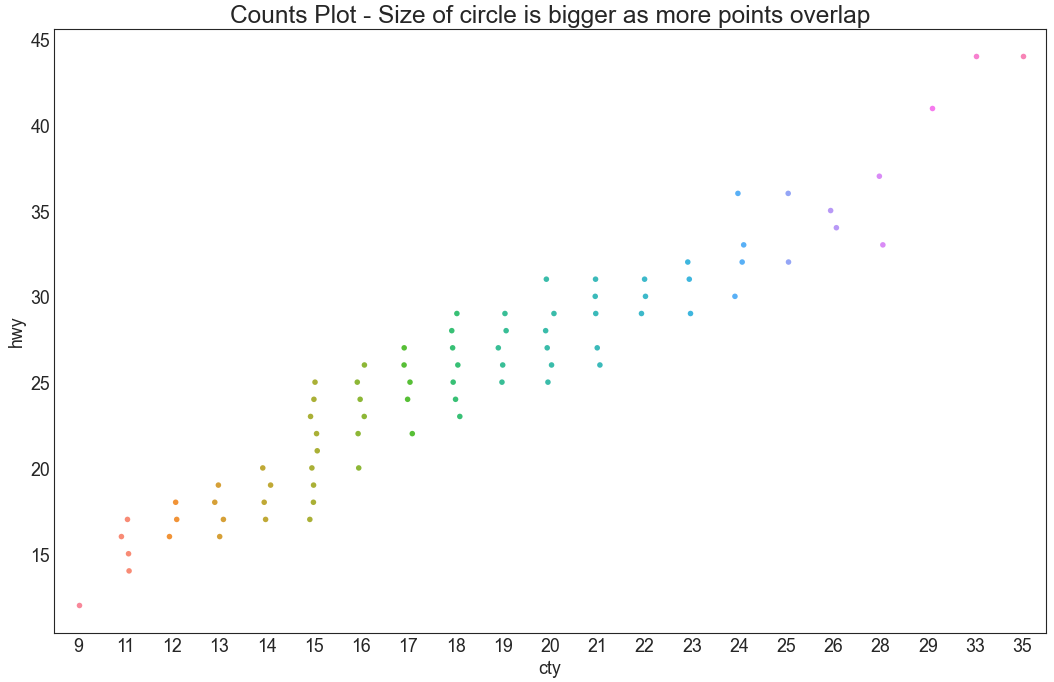 Counts Plot - Size of circle is bigger as more points overlap
45
40
35
30
25
20
15
hwy
9 11 12 13 14 15 16 17 18 19 20 21 22 23 24 25 26 28 29 33 35
cty